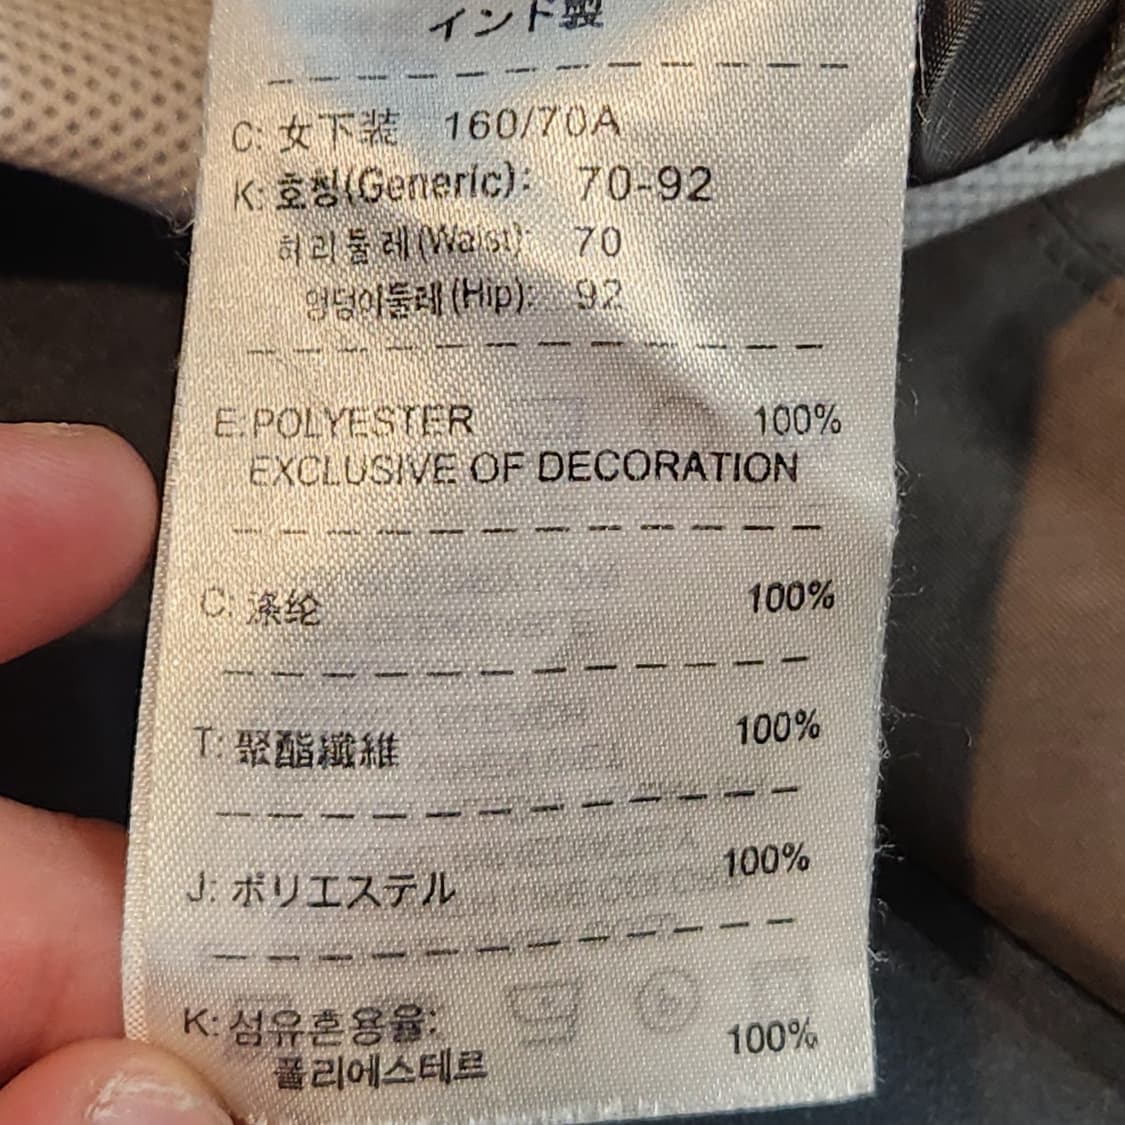 インド製
C: 女下装 160/70A
K: 호칭(Generic): 70-92
허리둘레(Waist): 70
엉덩이둘레(Hip): 92
E:POLYESTER 100%
EXCLUSIVE OF DECORATION
C: 涤纶 100%
T: 聚酯纖維 100%
J: ポリエステル 100%
K: 섬유혼용율:
폴리에스테르 100%